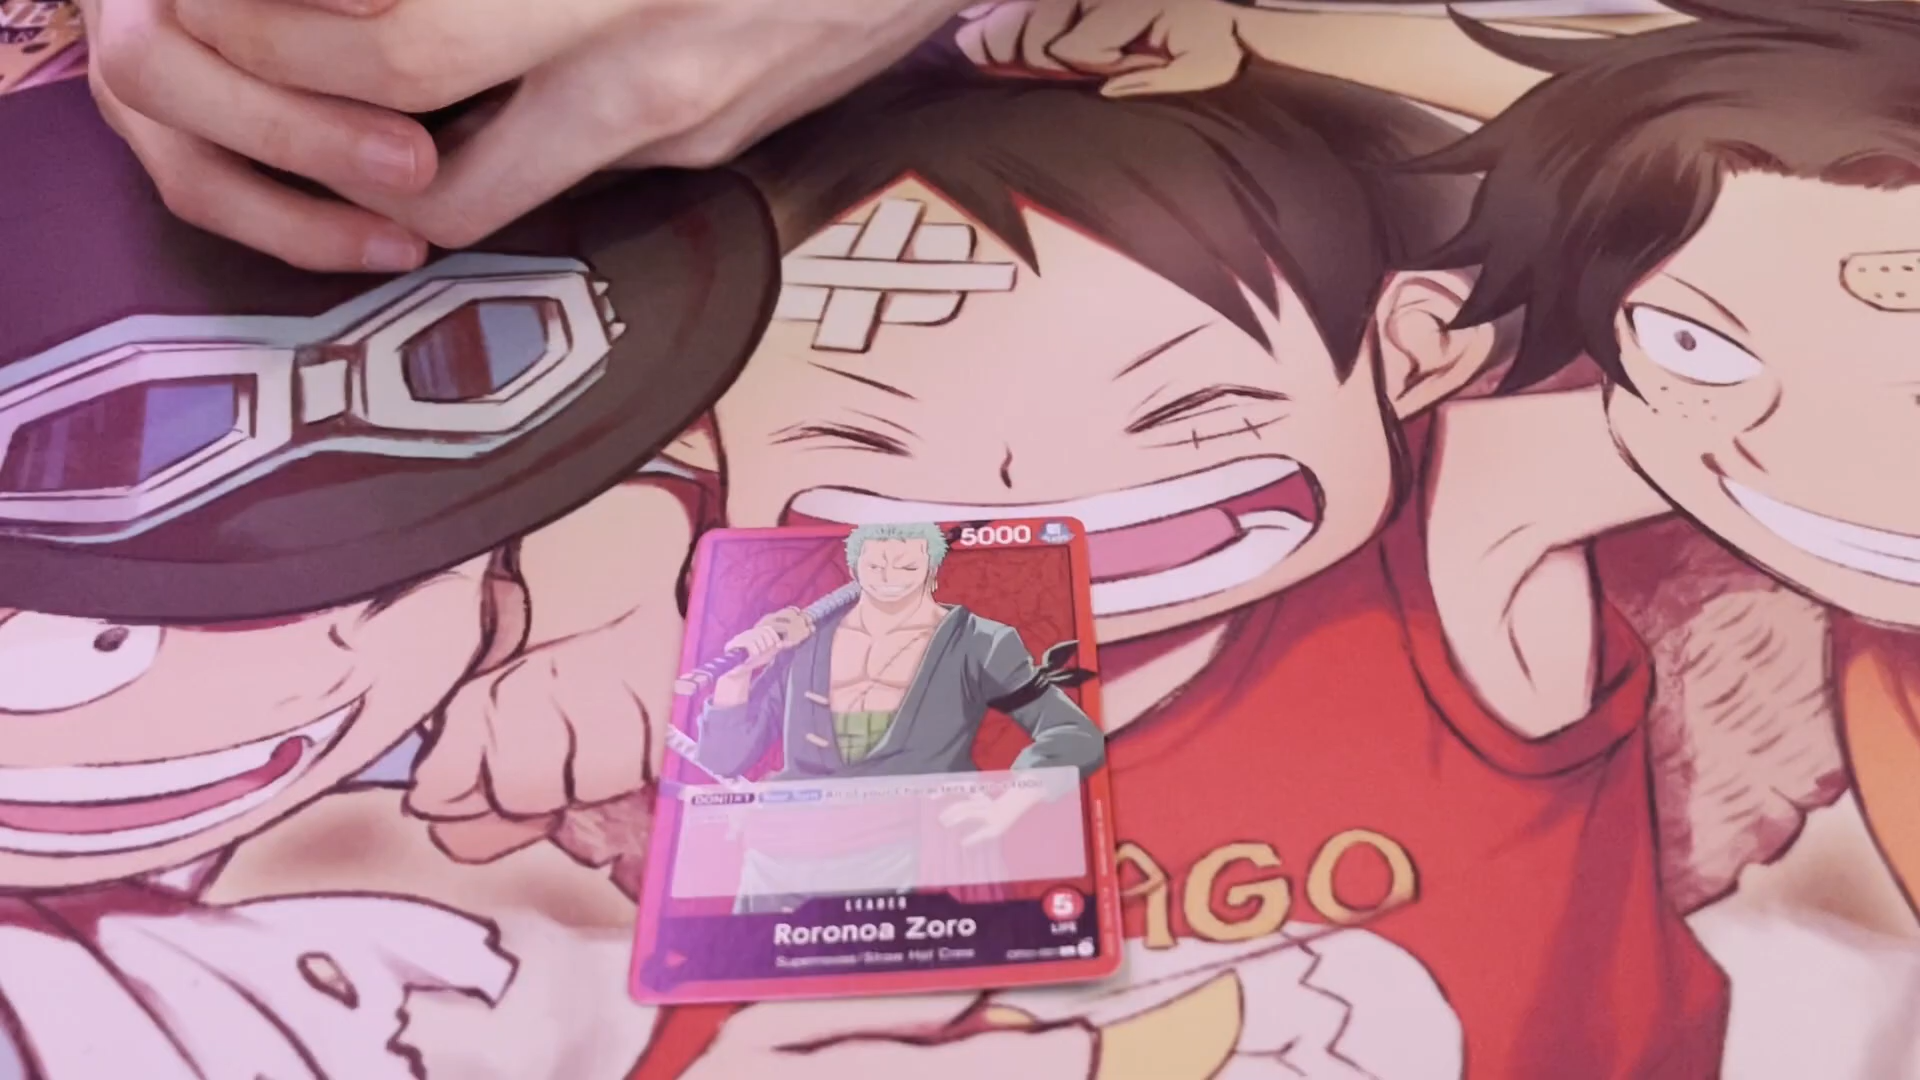 5000
DON!!×1 Your Turn All of your Characters gain +1000
LEADER
5
LIFE
Roronoa Zoro
Supernovas/Straw Hat Crew
AGO